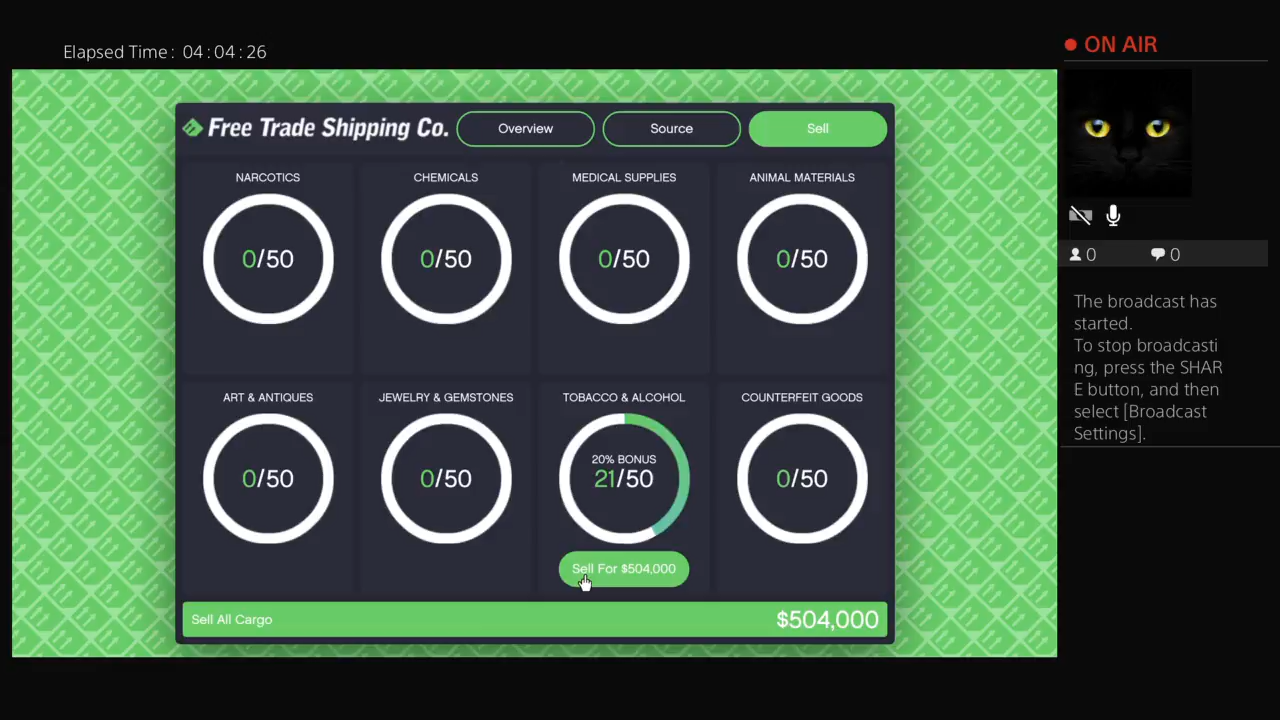 Elapsed Time: 04:04:26
ON AIR
Free Trade Shipping Co.
Overview
Source
Sell
NARCOTICS
CHEMICALS
MEDICAL SUPPLIES
ANIMAL MATERIALS
0/50
0/50
0/50
0/50
ART & ANTIQUES
JEWELRY & GEMSTONES
TOBACCO & ALCOHOL
COUNTERFEIT GOODS
0/50
0/50
20% BONUS
21/50
0/50
Sell For $504,000
Sell All Cargo
$504,000
0
0
The broadcast has
started.
To stop broadcasti
ng, press the SHAR
E button, and then
select [Broadcast
Settings].